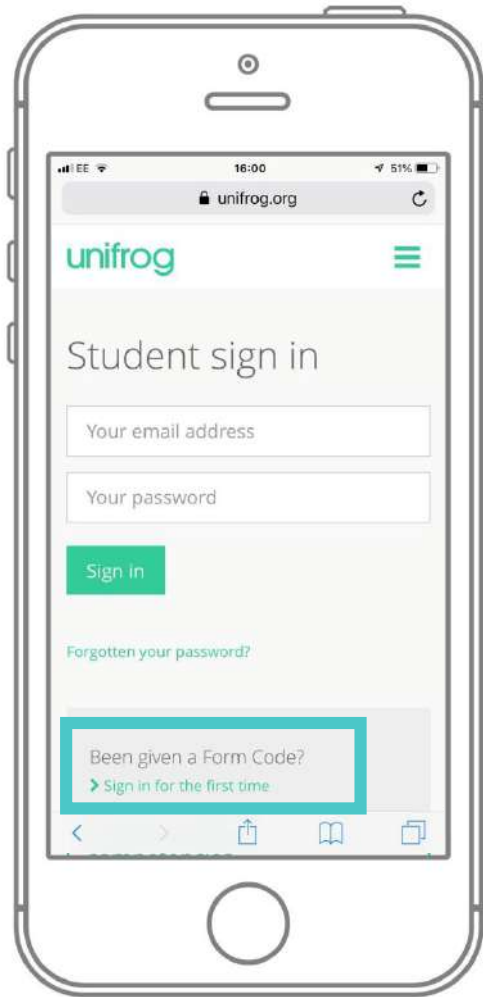 EE 16:00 51%
unifrog.org
unifrog
Student sign in
Your email address
Your password
Sign in
Forgotten your password?
Been given a Form Code?
Sign in for the first time